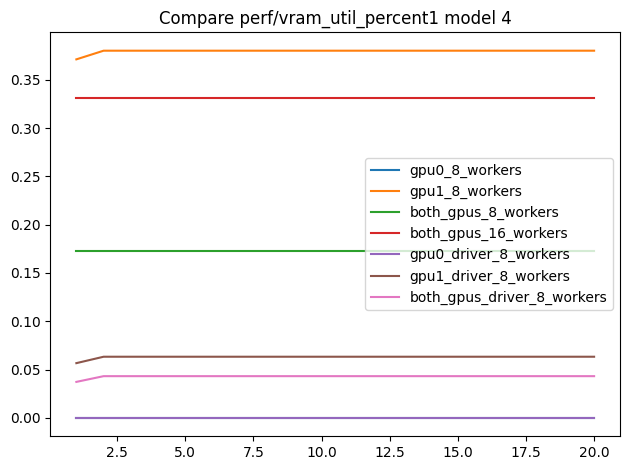 Compare perf/vram_util_percent1 model 4
0.35
0.30
0.25
0.20
0.15
0.10
0.05
0.00
gpu0_8_workers
gpu1_8_workers
both_gpus_8_workers
both_gpus_16_workers
gpu0_driver_8_workers
gpu1_driver_8_workers
both_gpus_driver_8_workers
2.5 5.0 7.5 10.0 12.5 15.0 17.5 20.0